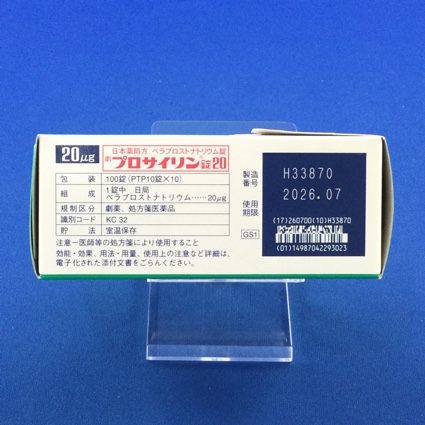 20μg
日本薬局方 ベラプロストナトリウム錠
劇 プロサイリン®錠20
包装 100錠(PTP10錠×10)
組成 1錠中 日局
ベラプロストナトリウム……20μg
規制区分 劇薬、処方箋医薬品
識別コード KC 32
貯法 室温保存
注意-医師等の処方箋により使用すること
効能・効果、用法・用量、使用上の注意など詳細は、
電子化された添付文書をごらんください。
製造番号 H33870
使用期限 2026.07
(17)260700(10)H33870
GS1
(01)14987042293023